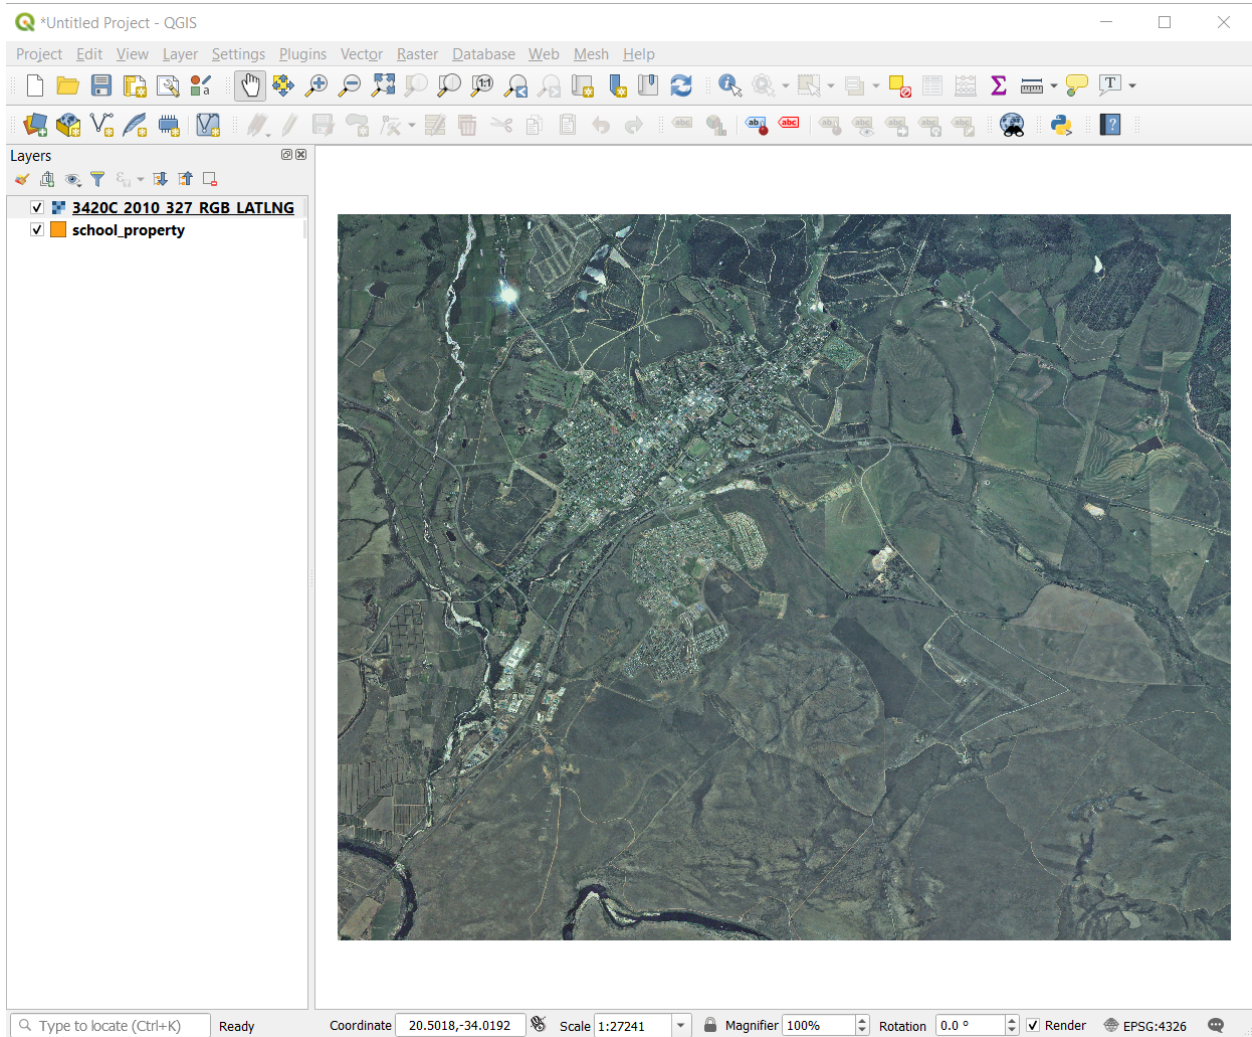 *Untitled Project - QGIS
Project Edit View Layer Settings Plugins Vector Raster Database Web Mesh Help
Layers
3420C_2010_327_RGB_LATLNG
school_property
Type to locate (Ctrl+K) Ready Coordinate 20.5018,-34.0192 Scale 1:27241 Magnifier 100% Rotation 0.0 ° Render EPSG:4326